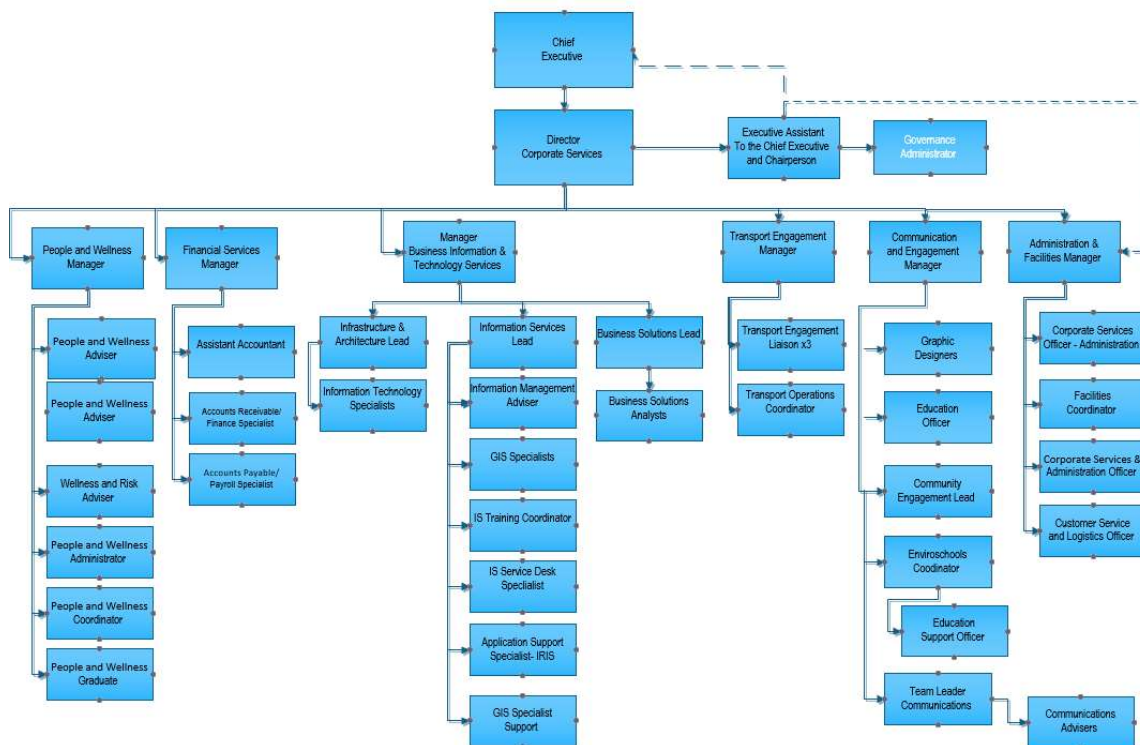 Chief
Executive
Director
Corporate Services
Executive Assistant
To the Chief Executive
and Chairperson
Governance
Administrator
People and Wellness
Manager
Financial Services
Manager
Manager
Business Information &
Technology Services
Transport Engagement
Manager
Communication
and Engagement
Manager
Administration &
Facilities Manager
People and Wellness
Adviser
People and Wellness
Adviser
Wellness and Risk
Adviser
People and Wellness
Administrator
People and Wellness
Coordinator
People and Wellness
Graduate
Assistant Accountant
Accounts Receivable/
Finance Specialist
Accounts Payable/
Payroll Specialist
Infrastructure &
Architecture Lead
Information Technology
Specialists
Information Services
Lead
Information Management
Adviser
GIS Specialists
IS Training Coordinator
IS Service Desk
Speclialist
Application Support
Specialist- IRIS
GIS Specialist
Support
Business Solutions Lead
Business Solutions
Analysts
Transport Engagement
Liaison x3
Transport Operations
Coordinator
Graphic
Designers
Education
Officer
Community
Engagement Lead
Enviroschools
Coodinator
Education
Support Officer
Team Leader
Communications
Communications
Advisers
Corporate Services
Officer - Administration
Facilities
Coordinator
Corporate Services &
Administration Officer
Customer Service
and Logistics Officer